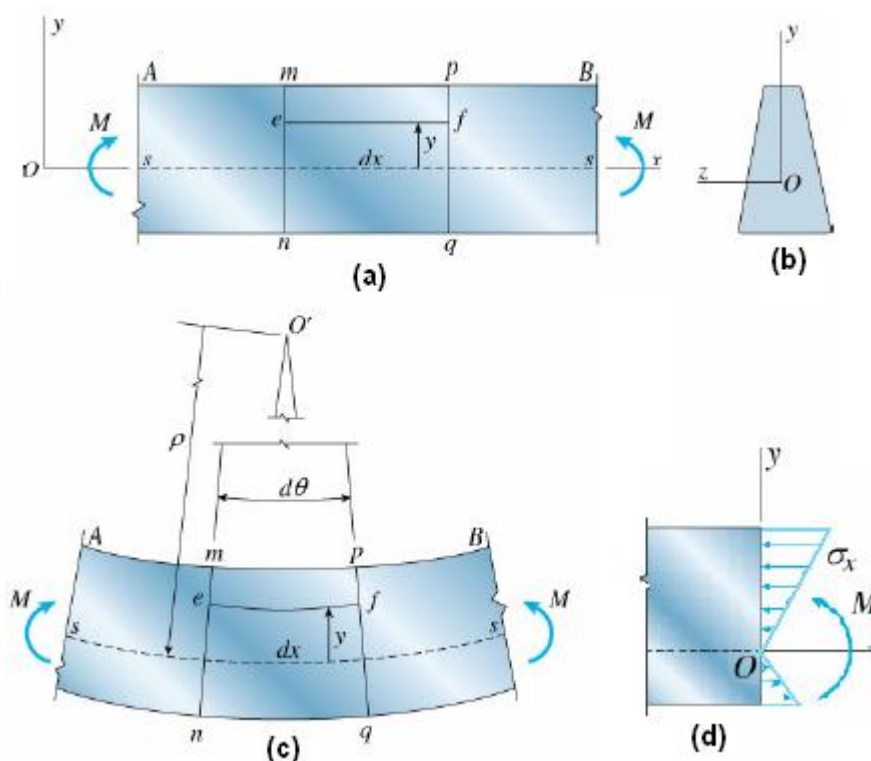 y
A m p B
e f
M y M
O s dx s x
n q
(a)
y
z O
(b)
O'
ρ
dθ
A m p B
M e f M
s dx y s
n q
(c)
y
σx
M
O
(d)